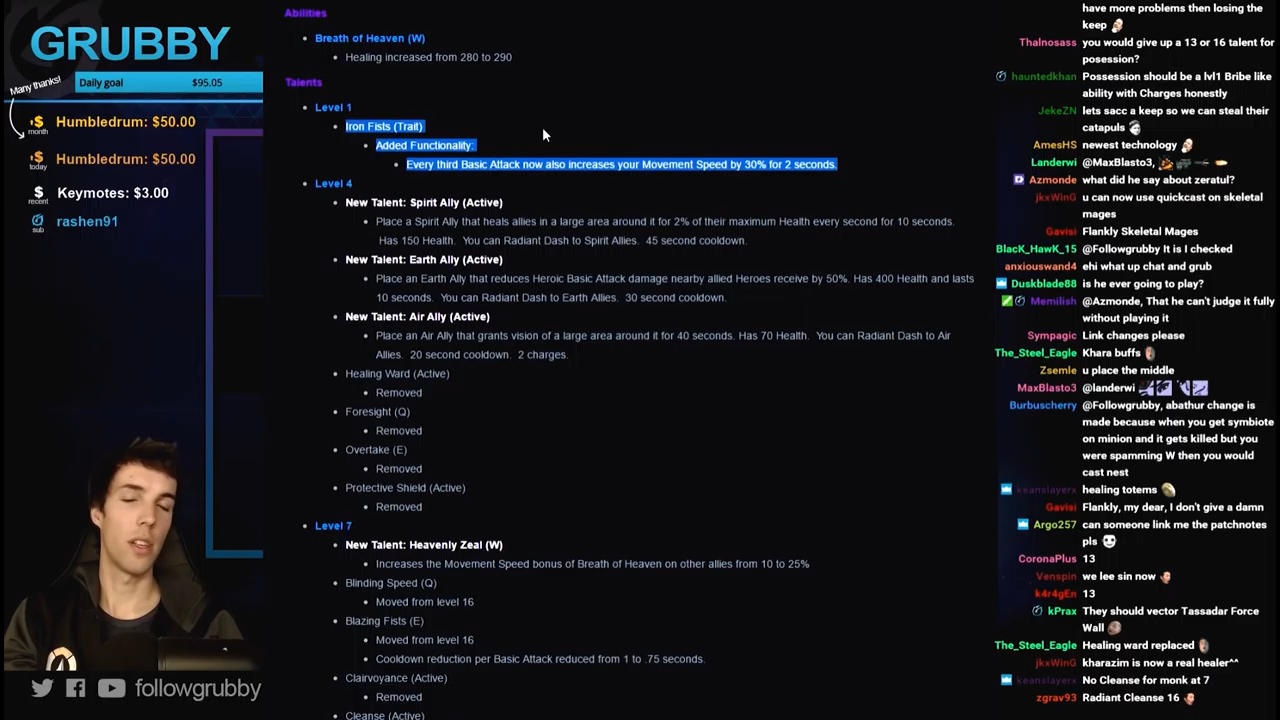 GRUBBY
Many thanks!
Daily goal $95.05
$ month Humbledrum: $50.00
$ today Humbledrum: $50.00
$ recent Keymotes: $3.00
sub rashen91
followgrubby
Abilities
Breath of Heaven (W)
Healing increased from 280 to 290
Talents
Level 1
Iron Fists (Trait)
Added Functionality:
Every third Basic Attack now also increases your Movement Speed by 30% for 2 seconds.
Level 4
New Talent: Spirit Ally (Active)
Place a Spirit Ally that heals allies in a large area around it for 2% of their maximum Health every second for 10 seconds.
Has 150 Health. You can Radiant Dash to Spirit Allies. 45 second cooldown.
New Talent: Earth Ally (Active)
Place an Earth Ally that reduces Heroic Basic Attack damage nearby allied Heroes receive by 50%. Has 400 Health and lasts
10 seconds. You can Radiant Dash to Earth Allies. 30 second cooldown.
New Talent: Air Ally (Active)
Place an Air Ally that grants vision of a large area around it for 40 seconds. Has 70 Health. You can Radiant Dash to Air
Allies. 20 second cooldown. 2 charges.
Healing Ward (Active)
Removed
Foresight (Q)
Removed
Overtake (E)
Removed
Protective Shield (Active)
Removed
Level 7
New Talent: Heavenly Zeal (W)
Increases the Movement Speed bonus of Breath of Heaven on other allies from 10 to 25%
Blinding Speed (Q)
Moved from level 16
Blazing Fists (E)
Moved from level 16
Cooldown reduction per Basic Attack reduced from 1 to .75 seconds.
Clairvoyance (Active)
Removed
Cleanse (Active)
have more problems then losing the
keep
Thalnosass you would give up a 13 or 16 talent for
posession?
hauntedkhan Possession should be a lvl1 Bribe like
ability with Charges honestly
JekeZN lets sacc a keep so we can steal their
catapuls
AmesHS newest technology
Landerwi @MaxBlasto3,
Azmonde what did he say about zeratul?
jkxWinG u can now use quickcast on skeletal
mages
Gavisi Flankly Skeletal Mages
BlacK_HawK_15 @Followgrubby It is I checked
anxiouswand4 ehi what up chat and grub
Duskblade88 is he ever going to play?
Memilish @Azmonde, That he can't judge it fully
without playing it
Sympagic Link changes please
The_Steel_Eagle Khara buffs
Zsemle u place the middle
MaxBlasto3 @landerwi
Burbuscherry @Followgrubby, abathur change is
made because when you get symbiote
on minion and it gets killed but you
were spamming W then you would
cast nest
keanslayerx healing totems
Gavisi Flankly, my dear, I don't give a damn
Argo257 can someone link me the patchnotes
pls
CoronaPlus 13
Venspin we lee sin now
k4r4gEn 13
kPrax They should vector Tassadar Force
Wall
The_Steel_Eagle Healing ward replaced
jkxWinG kharazim is now a real healer^^
keanslayerx No Cleanse for monk at 7
zgrav93 Radiant Cleanse 16